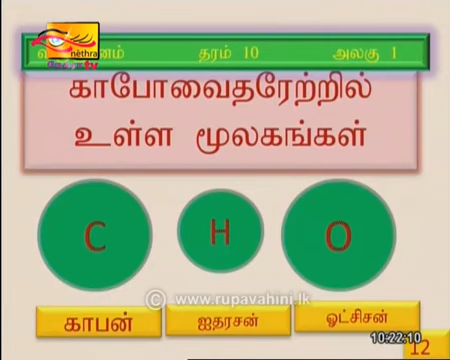 nethra
தரம் 10
அலகு 1
காபோவைதரேற்றில்
உள்ள மூலகங்கள்
C
H
O
© www.rupavahini.lk
காபன்
ஐதரசன்
ஒட்சிசன்
10:22:10
12